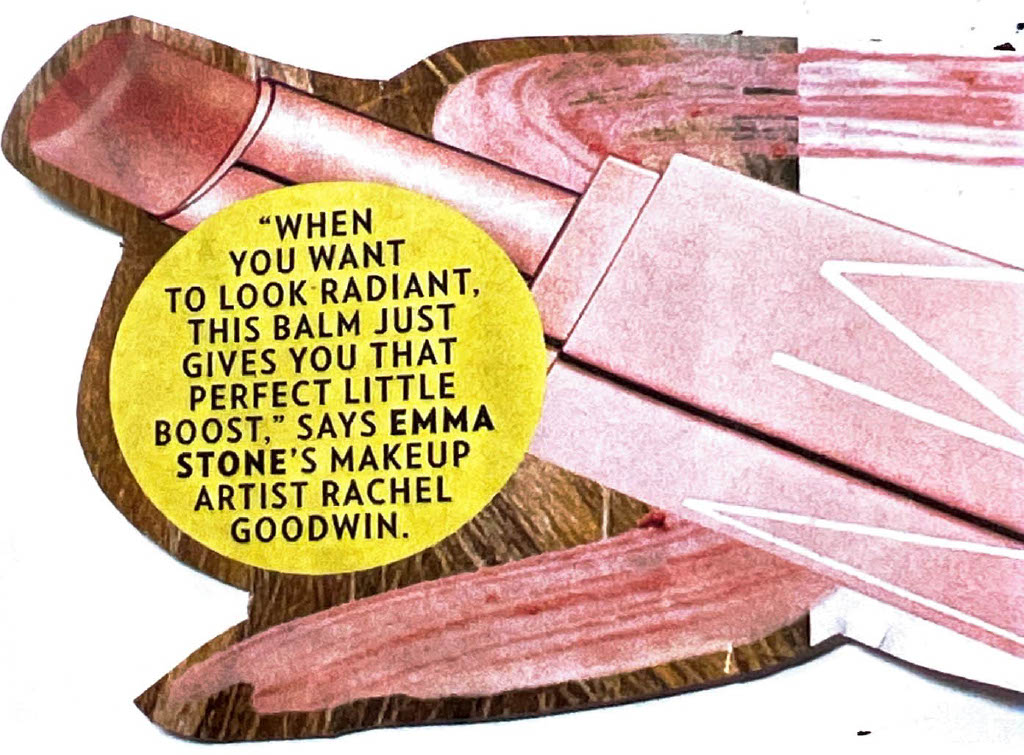 “WHEN
YOU WANT
TO LOOK RADIANT,
THIS BALM JUST
GIVES YOU THAT
PERFECT LITTLE
BOOST,” SAYS EMMA
STONE’S MAKEUP
ARTIST RACHEL
GOODWIN.